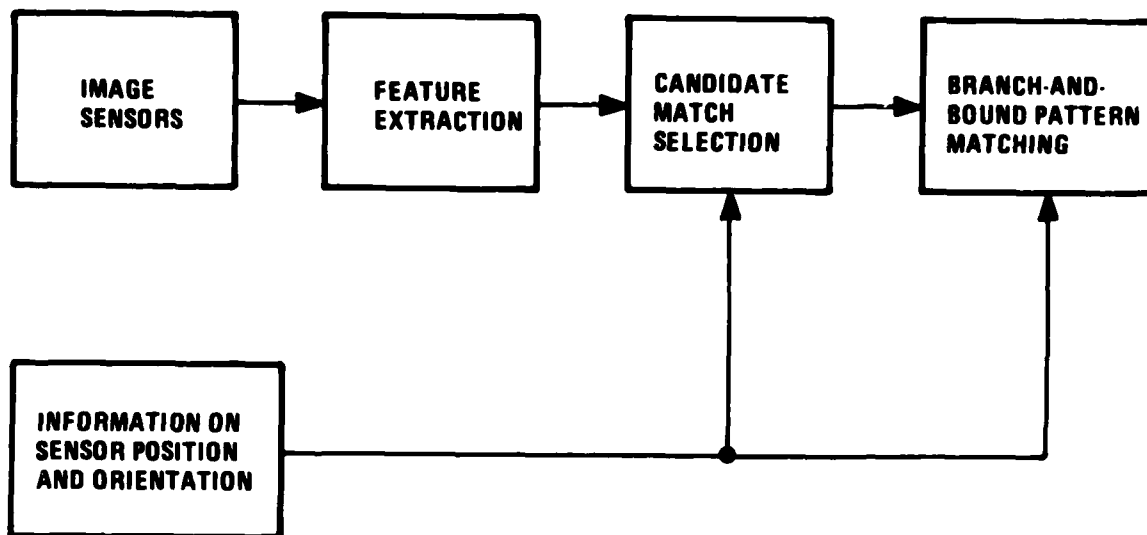 IMAGE
SENSORS
FEATURE
EXTRACTION
CANDIDATE
MATCH
SELECTION
BRANCH-AND-
BOUND PATTERN
MATCHING
INFORMATION ON
SENSOR POSITION
AND ORIENTATION